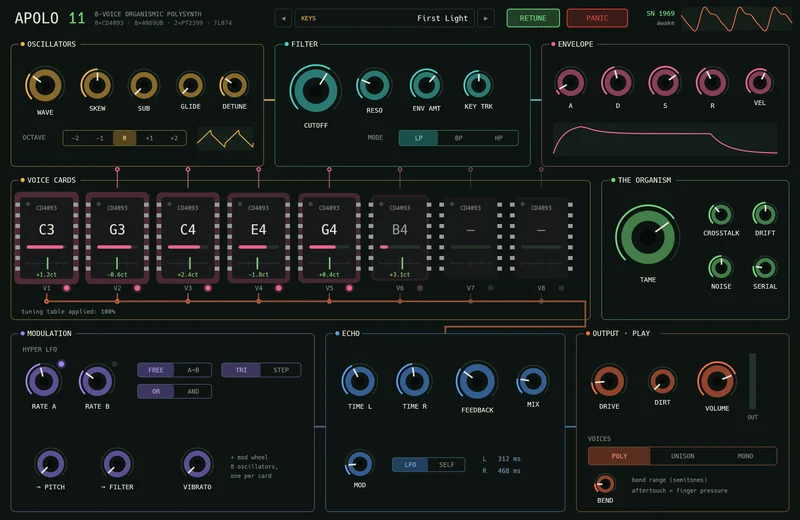 APOLO 11
8-VOICE ORGANISMIC POLYSYNTH
8×CD4093 · 8×4069UB · 2×PT2399 · TL074
◀
KEYS
First Light
▶
RETUNE
PANIC
SN 1969
awake
OSCILLATORS
WAVE
SKEW
SUB
GLIDE
DETUNE
OCTAVE
-2
-1
0
+1
+2
FILTER
CUTOFF
RESO
ENV AMT
KEY TRK
MODE
LP
BP
HP
ENVELOPE
A
D
S
R
VEL
VOICE CARDS
CD4093
C3
+1.2ct
V1
CD4093
G3
-0.6ct
V2
CD4093
C4
+2.4ct
V3
CD4093
E4
-1.8ct
V4
CD4093
G4
+0.4ct
V5
CD4093
B4
+3.1ct
V6
CD4093
—
V7
CD4093
—
V8
tuning table applied: 100%
THE ORGANISM
TAME
CROSSTALK
DRIFT
NOISE
SERIAL
MODULATION
HYPER LFO
RATE A
RATE B
FREE
A→B
TRI
STEP
OR
AND
→ PITCH
→ FILTER
VIBRATO
+ mod wheel
8 oscillators,
one per card
ECHO
TIME L
TIME R
FEEDBACK
MIX
MOD
LFO
SELF
L 312 ms
R 468 ms
OUTPUT · PLAY
DRIVE
DIRT
VOLUME
OUT
VOICES
POLY
UNISON
MONO
BEND
bend range (semitones)
aftertouch = finger pressure